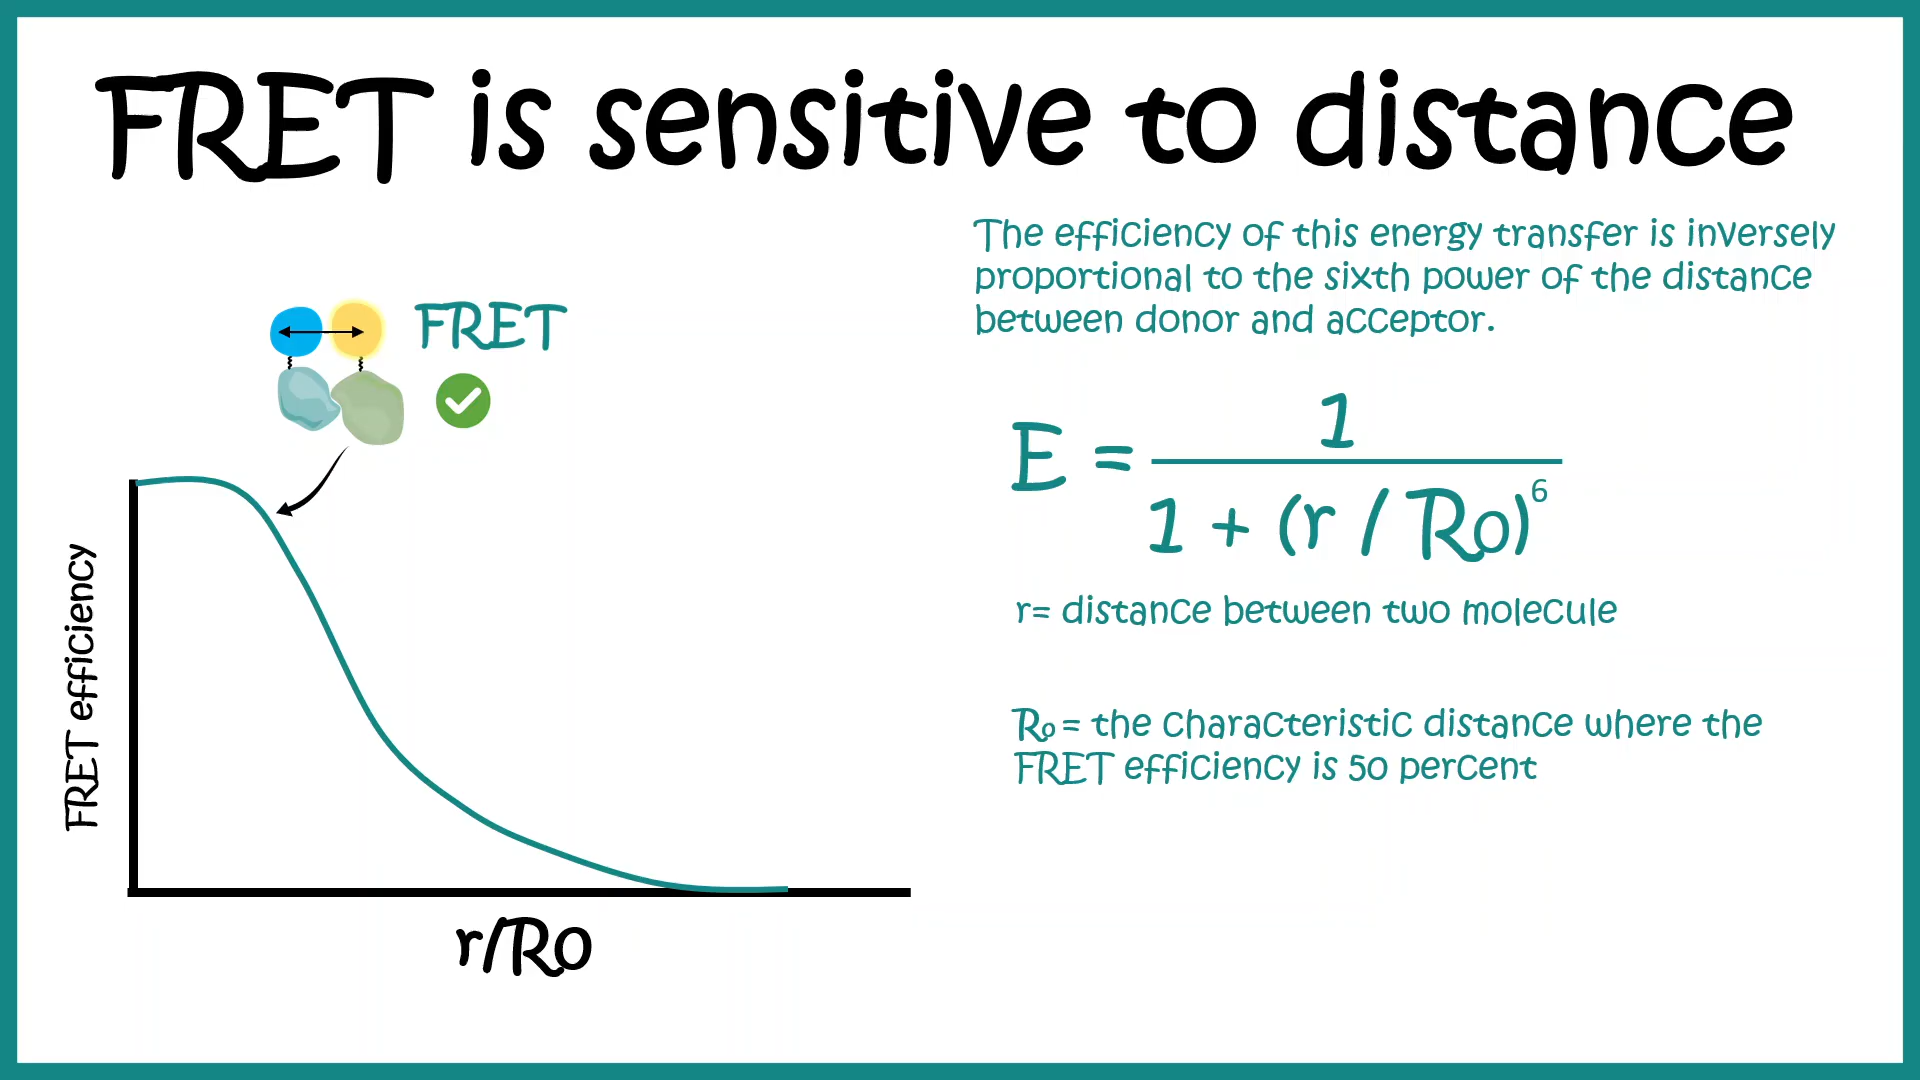 FRET is sensitive to distance
The efficiency of this energy transfer is inversely
proportional to the sixth power of the distance
between donor and acceptor.
FRET
E = 1
1 + (r / Ro)⁶
r= distance between two molecule
Ro = the characteristic distance where the
FRET efficiency is 50 percent
FRET efficiency
r/Ro